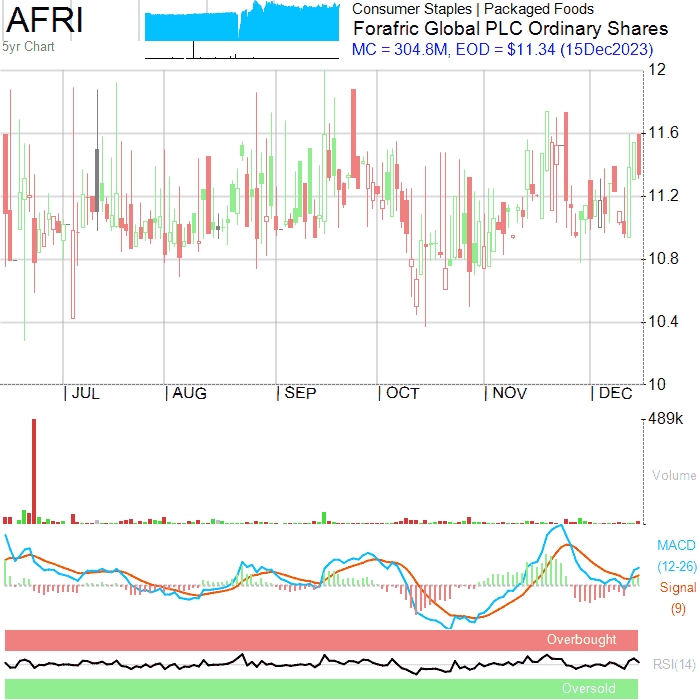 AFRI
5yr Chart
Consumer Staples | Packaged Foods
Forafric Global PLC Ordinary Shares
MC = 304.8M, EOD = $11.34 (15Dec2023)
12
11.6
11.2
10.8
10.4
10
| JUL | AUG | SEP | OCT | NOV | DEC
489k
Volume
MACD
(12-26)
Signal
(9)
Overbought
RSI(14)
Oversold